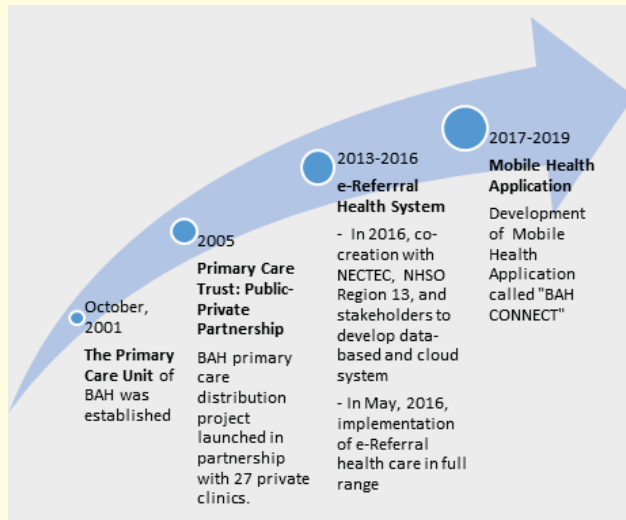 October,
2001
The Primary
Care Unit of
BAH was
established
2005
Primary Care
Trust: Public-
Private
Partnership
BAH primary
care
distribution
project
launched in
partnership
with 27 private
clinics.
2013-2016
e-Referrral
Health System
- In 2016, co-
creation with
NECTEC, NHSO
Region 13, and
stakeholders to
develop data-
based and cloud
system
- In May, 2016,
implementation
of e-Referral
health care in full
range
2017-2019
Mobile Health
Application
Development
of Mobile
Health
Application
called "BAH
CONNECT"